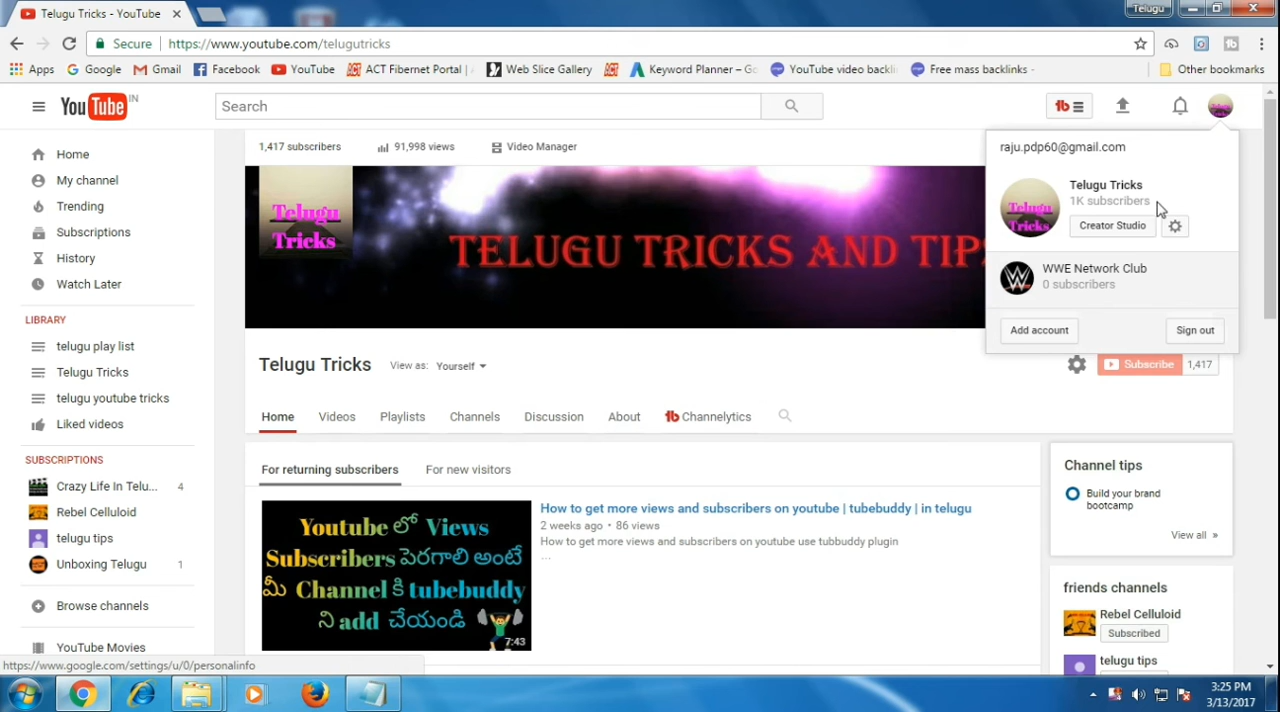 Telugu Tricks - YouTube
Telugu
Secure
https://www.youtube.com/telugutricks
Apps
Google
Gmail
Facebook
YouTube
ACT Fibernet Portal |
Web Slice Gallery
Keyword Planner – Go
YouTube video backli
Free mass backlinks -
Other bookmarks
YouTube IN
Search
Home
My channel
Trending
Subscriptions
History
Watch Later
LIBRARY
telugu play list
Telugu Tricks
telugu youtube tricks
Liked videos
SUBSCRIPTIONS
Crazy Life In Telu... 4
Rebel Celluloid
telugu tips
Unboxing Telugu 1
Browse channels
YouTube Movies
1,417 subscribers
91,998 views
Video Manager
Telugu
Tricks
TELUGU TRICKS AND TIPS
raju.pdp60@gmail.com
Telugu
Tricks
Telugu Tricks
1K subscribers
Creator Studio
WWE Network Club
0 subscribers
Add account
Sign out
Telugu Tricks
View as: Yourself
Subscribe 1,417
Home
Videos
Playlists
Channels
Discussion
About
Channelytics
For returning subscribers
For new visitors
Youtube లో Views
Subscribers పెరగాలి అంటే
మీ Channel కి tubebuddy
ని add చేయండి
7:43
How to get more views and subscribers on youtube | tubebuddy | in telugu
2 weeks ago • 86 views
How to get more views and subscribers on youtube use tubbuddy plugin
...
Channel tips
Build your brand
bootcamp
View all »
friends channels
Rebel Celluloid
Subscribed
telugu tips
https://www.google.com/settings/u/0/personalinfo
3:25 PM
3/13/2017